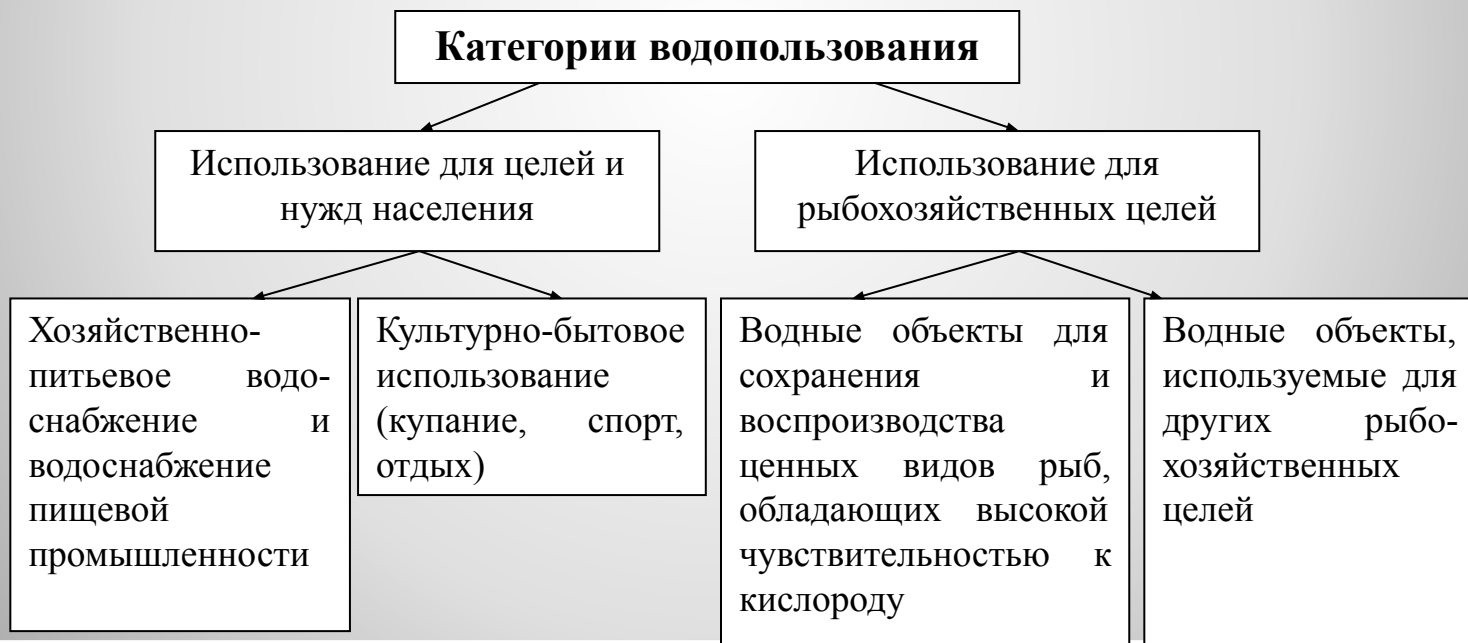 Категории водопользования
Использование для целей и
нужд населения
Использование для
рыбохозяйственных целей
Хозяйственно-
питьевое водо-
снабжение и
водоснабжение
пищевой
промышленности
Культурно-бытовое
использование
(купание, спорт,
отдых)
Водные объекты для
сохранения и
воспроизводства
ценных видов рыб,
обладающих высокой
чувствительностью к
кислороду
Водные объекты,
используемые для
других рыбо-
хозяйственных
целей